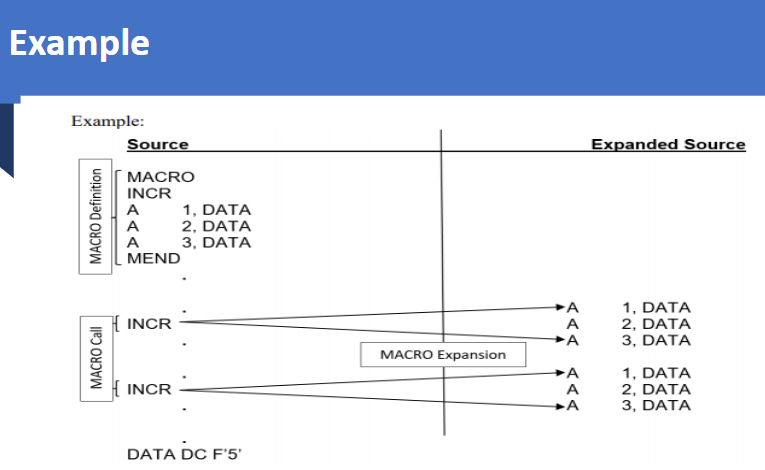 Example
Example:
Source
Expanded Source
MACRO Definition
MACRO
INCR
A 1, DATA
A 2, DATA
A 3, DATA
MEND
.
.
MACRO Call
INCR
A 1, DATA
A 2, DATA
A 3, DATA
.
MACRO Expansion
.
INCR
A 1, DATA
A 2, DATA
A 3, DATA
.
.
DATA DC F'5'